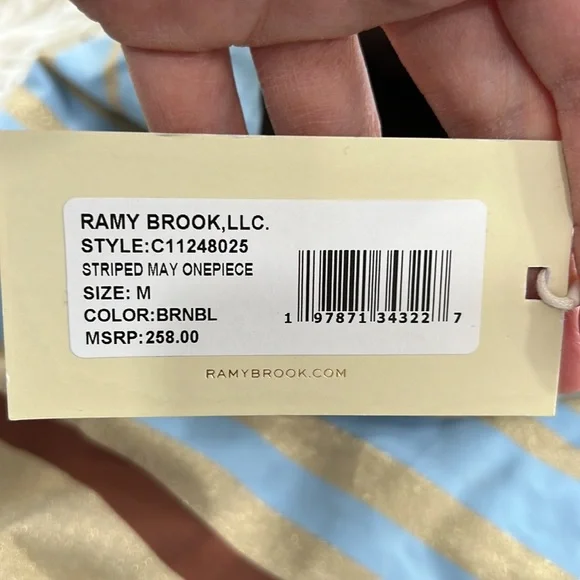 RAMY BROOK,LLC.
STYLE:C11248025
STRIPED MAY ONEPIECE
SIZE: M
COLOR:BRNBL
MSRP:258.00
1 97871 34322 7
RAMYBROOK.COM